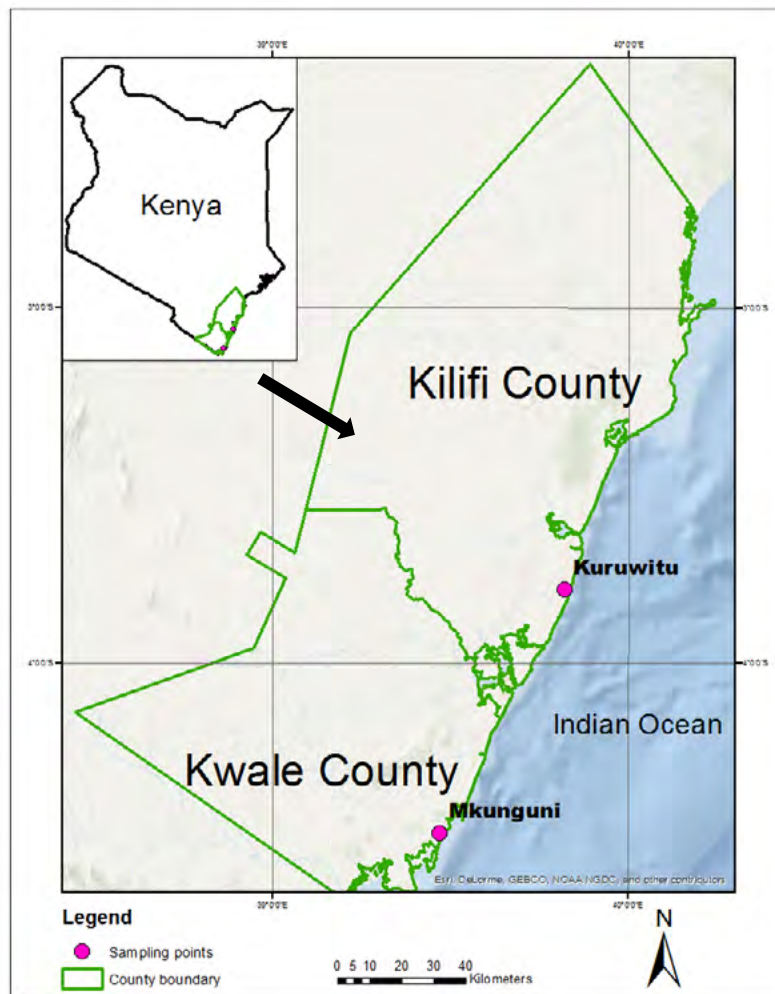 39°0'0"E 40°0'0"E
Kenya
3°0'0"S 3°0'0"S
Kilifi County
Kuruwitu
4°0'0"S 4°0'0"S
Indian Ocean
Kwale County
Mkunguni
Esri, DeLorme, GEBCO, NOAA NGDC, and other contributors
39°0'0"E 40°0'0"E
Legend
N
Sampling points
County boundary
0 5 10 20 30 40
Kilometers